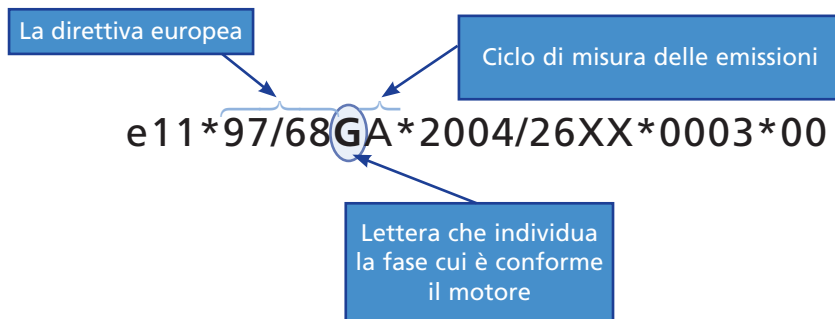 La direttiva europea
Ciclo di misura delle emissioni
e11*97/68GA*2004/26XX*0003*00
Lettera che individua
la fase cui è conforme
il motore